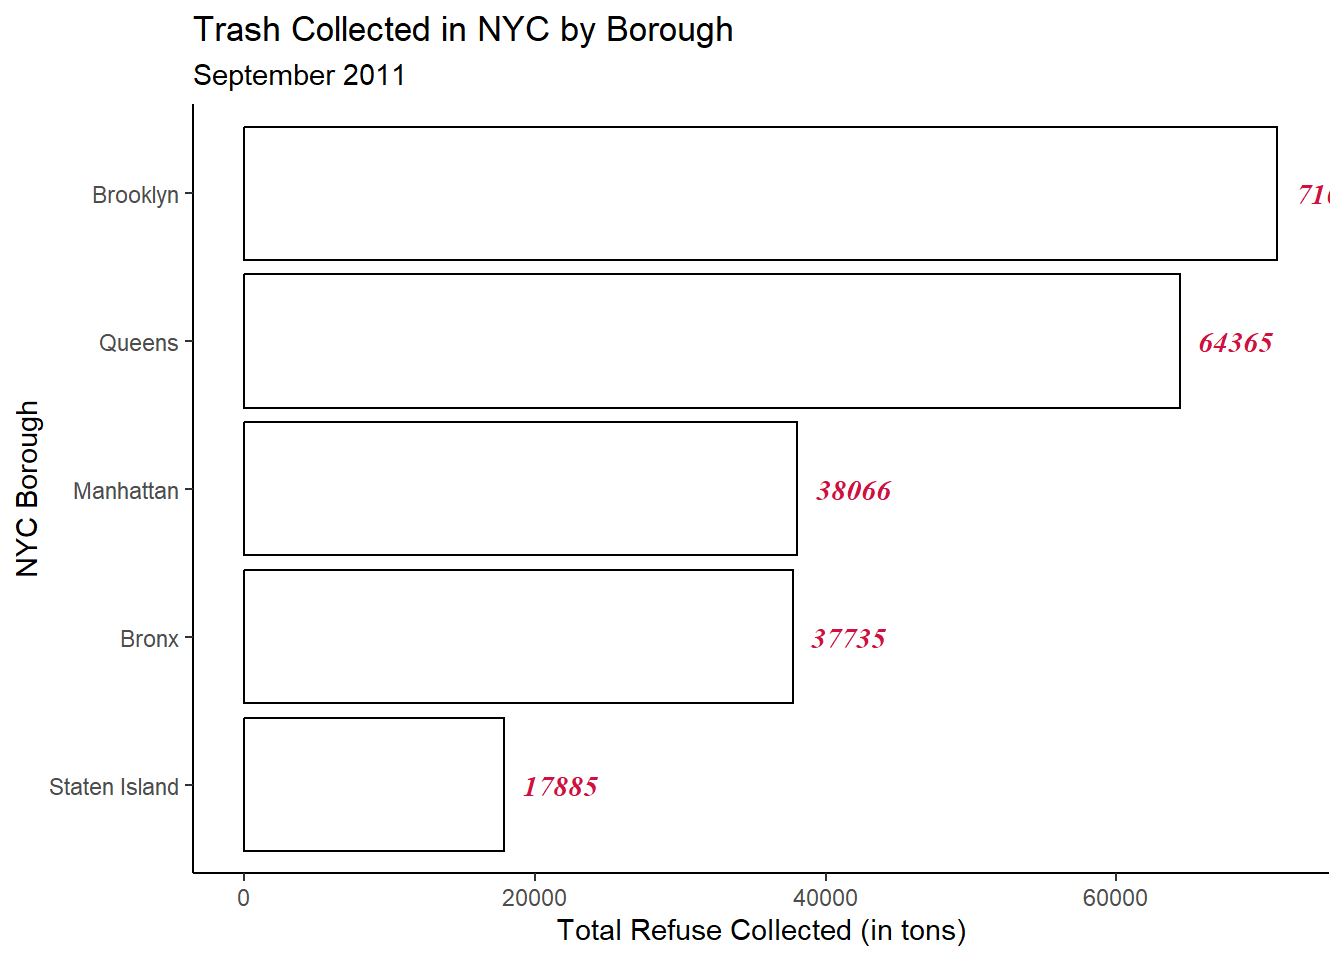 Trash Collected in NYC by Borough
September 2011
Brooklyn
Queens
64365
Manhattan
38066
Bronx
37735
Staten Island
17885
NYC Borough
0 20000 40000 60000
Total Refuse Collected (in tons)